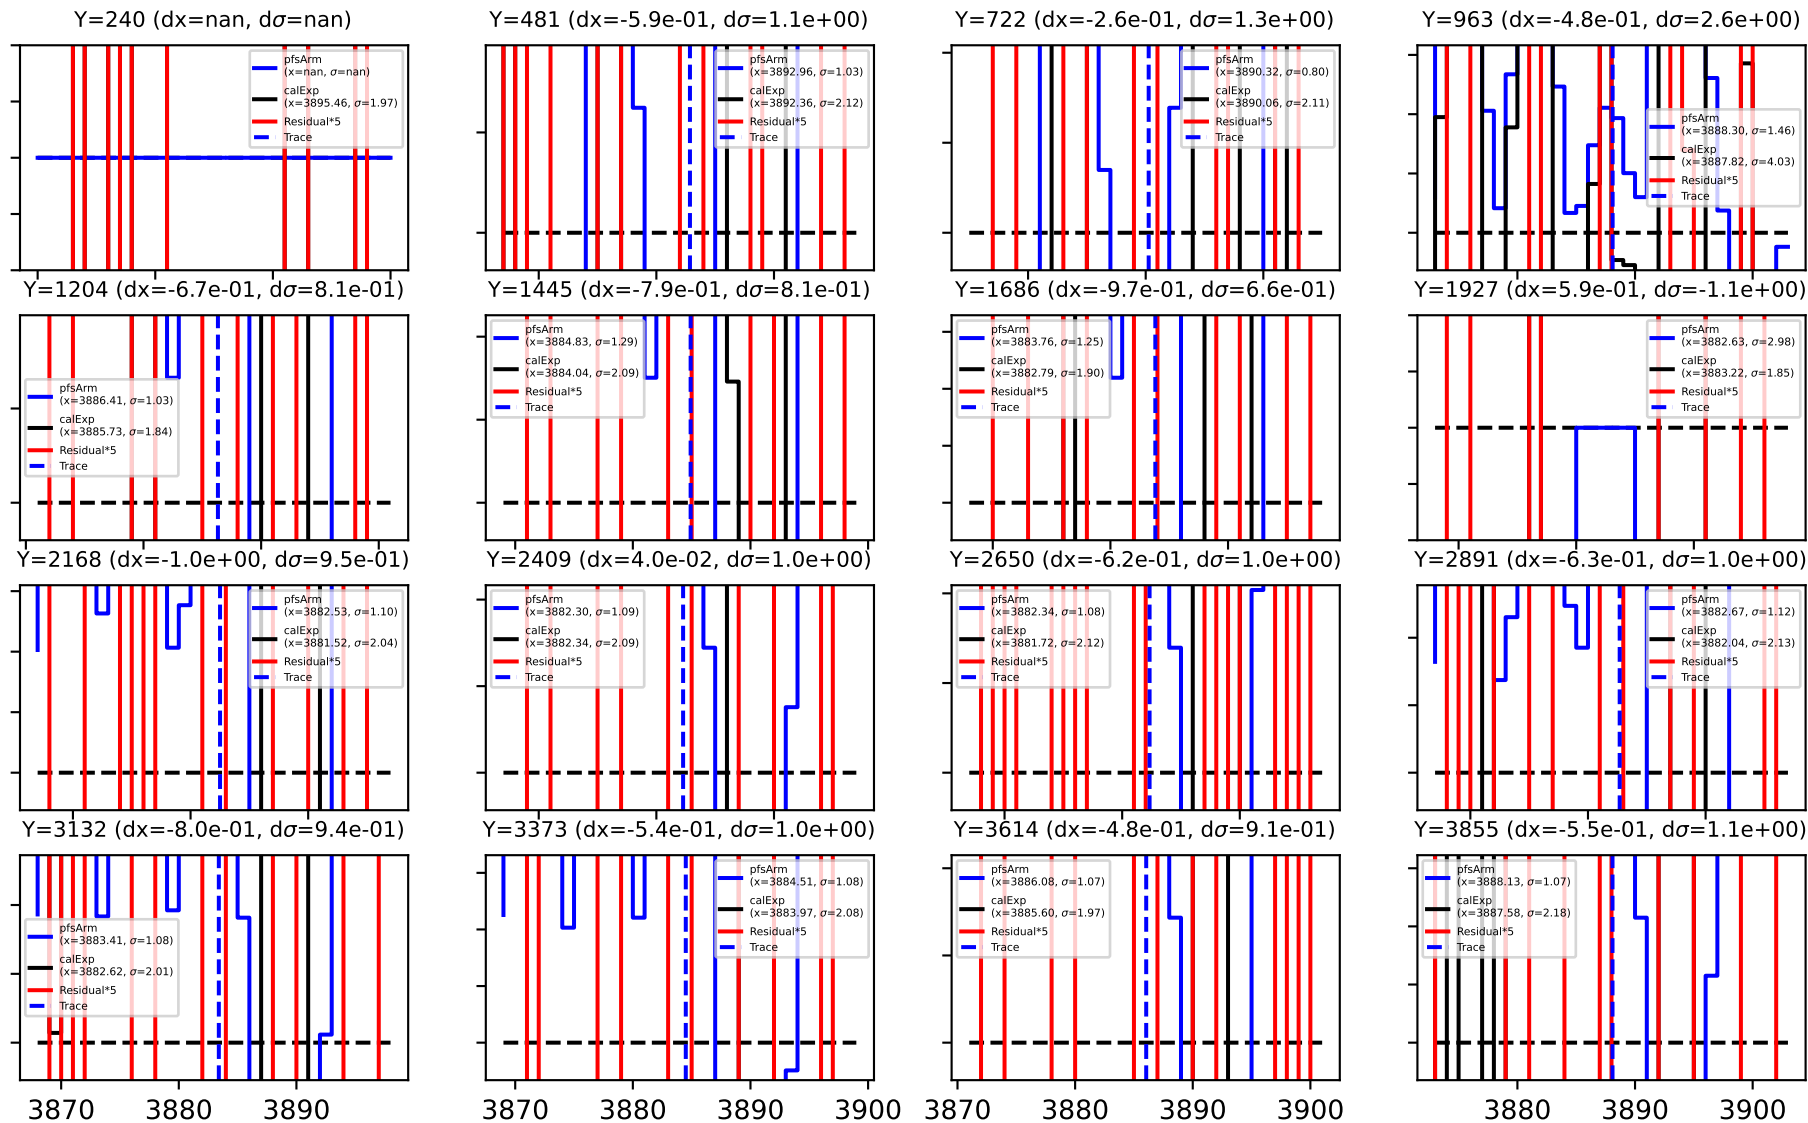 Y=240 (dx=nan, dσ=nan)
pfsArm
(x=nan, σ=nan)
calExp
(x=3895.46, σ=1.97)
Residual*5
Trace
Y=481 (dx=-5.9e-01, dσ=1.1e+00)
pfsArm
(x=3892.96, σ=1.03)
calExp
(x=3892.36, σ=2.12)
Residual*5
Trace
Y=722 (dx=-2.6e-01, dσ=1.3e+00)
pfsArm
(x=3890.32, σ=0.80)
calExp
(x=3890.06, σ=2.11)
Residual*5
Trace
Y=963 (dx=-4.8e-01, dσ=2.6e+00)
pfsArm
(x=3888.30, σ=1.46)
calExp
(x=3887.82, σ=4.03)
Residual*5
Trace
Y=1204 (dx=-6.7e-01, dσ=8.1e-01)
pfsArm
(x=3886.41, σ=1.03)
calExp
(x=3885.73, σ=1.84)
Residual*5
Trace
Y=1445 (dx=-7.9e-01, dσ=8.1e-01)
pfsArm
(x=3884.83, σ=1.29)
calExp
(x=3884.04, σ=2.09)
Residual*5
Trace
Y=1686 (dx=-9.7e-01, dσ=6.6e-01)
pfsArm
(x=3883.76, σ=1.25)
calExp
(x=3882.79, σ=1.90)
Residual*5
Trace
Y=1927 (dx=5.9e-01, dσ=-1.1e+00)
pfsArm
(x=3882.63, σ=2.98)
calExp
(x=3883.22, σ=1.85)
Residual*5
Trace
Y=2168 (dx=-1.0e+00, dσ=9.5e-01)
pfsArm
(x=3882.53, σ=1.10)
calExp
(x=3881.52, σ=2.04)
Residual*5
Trace
Y=2409 (dx=4.0e-02, dσ=1.0e+00)
pfsArm
(x=3882.30, σ=1.09)
calExp
(x=3882.34, σ=2.09)
Residual*5
Trace
Y=2650 (dx=-6.2e-01, dσ=1.0e+00)
pfsArm
(x=3882.34, σ=1.08)
calExp
(x=3881.72, σ=2.12)
Residual*5
Trace
Y=2891 (dx=-6.3e-01, dσ=1.0e+00)
pfsArm
(x=3882.67, σ=1.12)
calExp
(x=3882.04, σ=2.13)
Residual*5
Trace
Y=3132 (dx=-8.0e-01, dσ=9.4e-01)
pfsArm
(x=3883.41, σ=1.08)
calExp
(x=3882.62, σ=2.01)
Residual*5
Trace
Y=3373 (dx=-5.4e-01, dσ=1.0e+00)
pfsArm
(x=3884.51, σ=1.08)
calExp
(x=3883.97, σ=2.08)
Residual*5
Trace
Y=3614 (dx=-4.8e-01, dσ=9.1e-01)
pfsArm
(x=3886.08, σ=1.07)
calExp
(x=3885.60, σ=1.97)
Residual*5
Trace
Y=3855 (dx=-5.5e-01, dσ=1.1e+00)
pfsArm
(x=3888.13, σ=1.07)
calExp
(x=3887.58, σ=2.18)
Residual*5
Trace
3870 3880 3890
3870 3880 3890 3900
3870 3880 3890 3900
3880 3890 3900